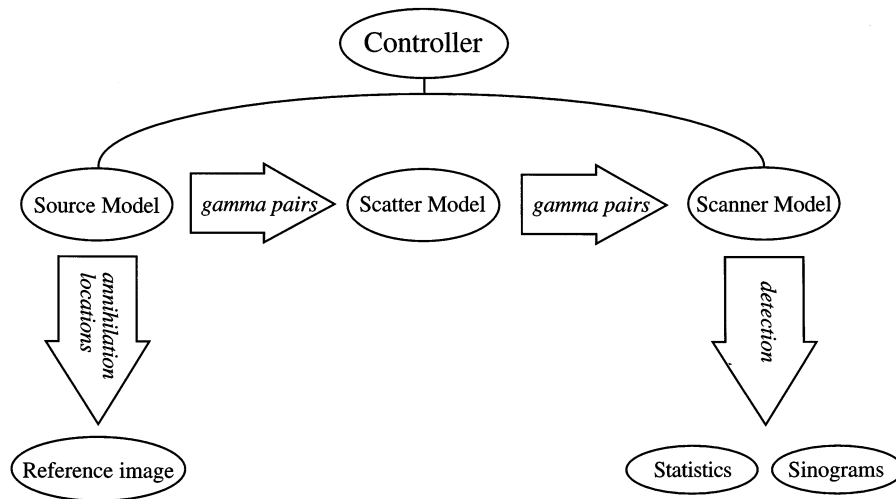 Controller
Source Model
gamma pairs
Scatter Model
gamma pairs
Scanner Model
annihilation
locations
detection
Reference image
Statistics
Sinograms